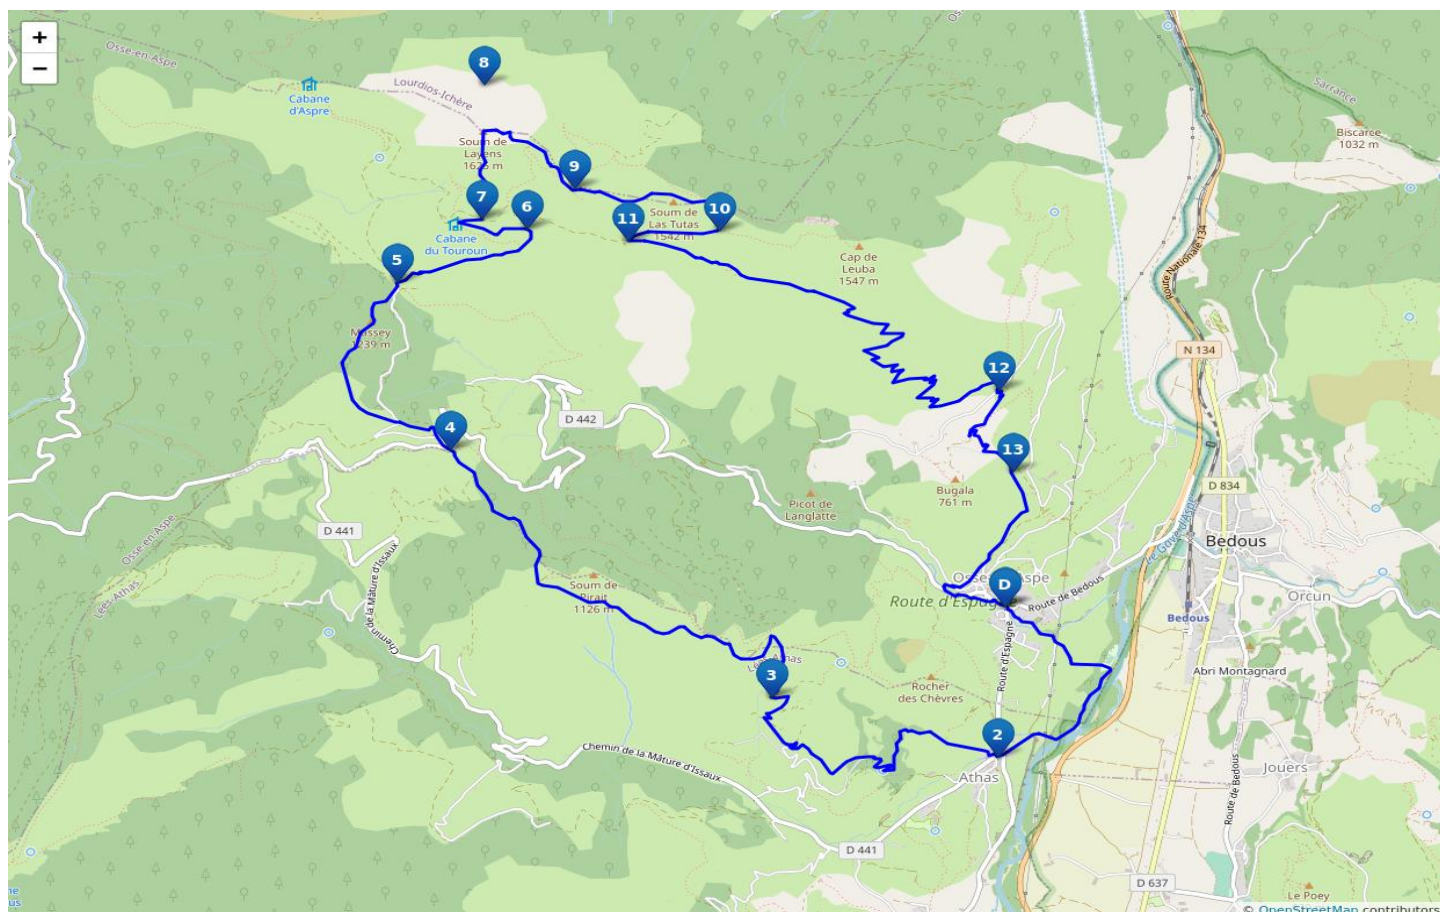 +
−
Osse-en-Aspe
Cabane
d'Aspre
Lourdios-Ichère
8
Soum de
Layens
9
7
6
11
10
Soum de
Las Tutas
1542 m
Cabane
du Touroun
5
Cap de
Leuba
1547 m
Sarrance
Biscarce
1032 m
Route Nationale 134
N 134
12
D 442
4
13
Bugala
761 m
Picot de
Langlatte
D 834
Le Gave d'Aspe
Bedous
D 441
Osse-en-Aspe
Lées-Athas
Chemin de la Mâture d'Issaux
Soum de
Pirait
1126 m
D
Route d'Espagne
Route de Bedous
Bedous
Orcun
Route d'Espagne
Abri Montagnard
3
Rocher
des Chèvres
2
Athas
Chemin de la Mâture d'Issaux
Jouers
Route de Bedous
D 441
D 637
Le Poey
© OpenStreetMap contributors